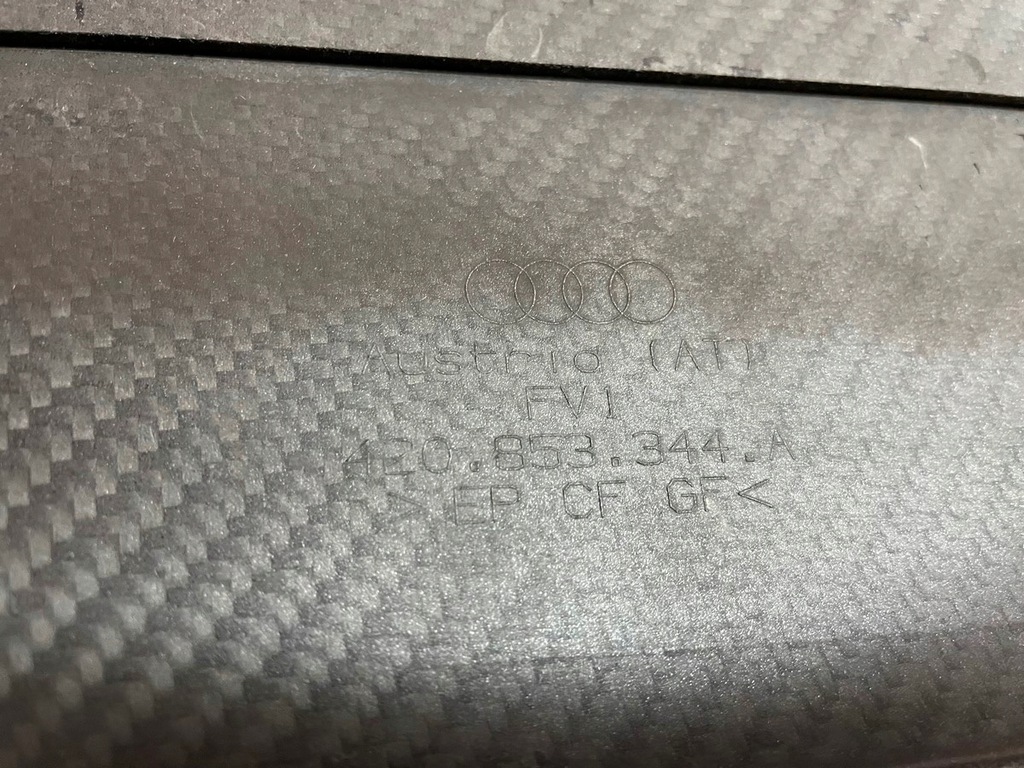 Austria (AT)
FV1
420.853.344.A
> EP CF GF<